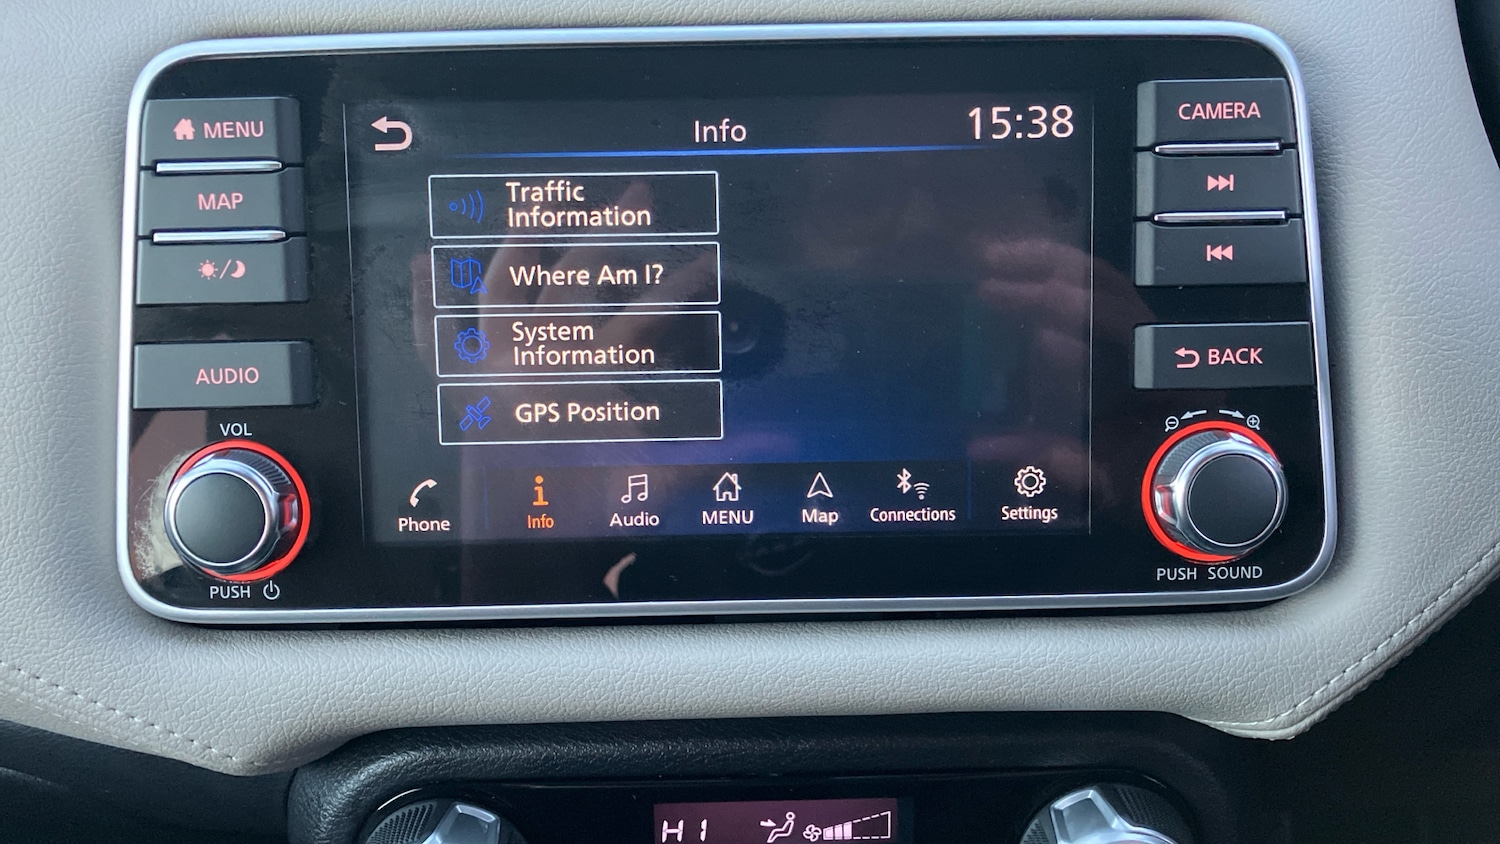 MENU
MAP
AUDIO
VOL
PUSH
Info
15:38
Traffic
Information
Where Am I?
System
Information
GPS Position
Phone
Info
Audio
MENU
Map
Connections
Settings
CAMERA
BACK
PUSH SOUND
HI